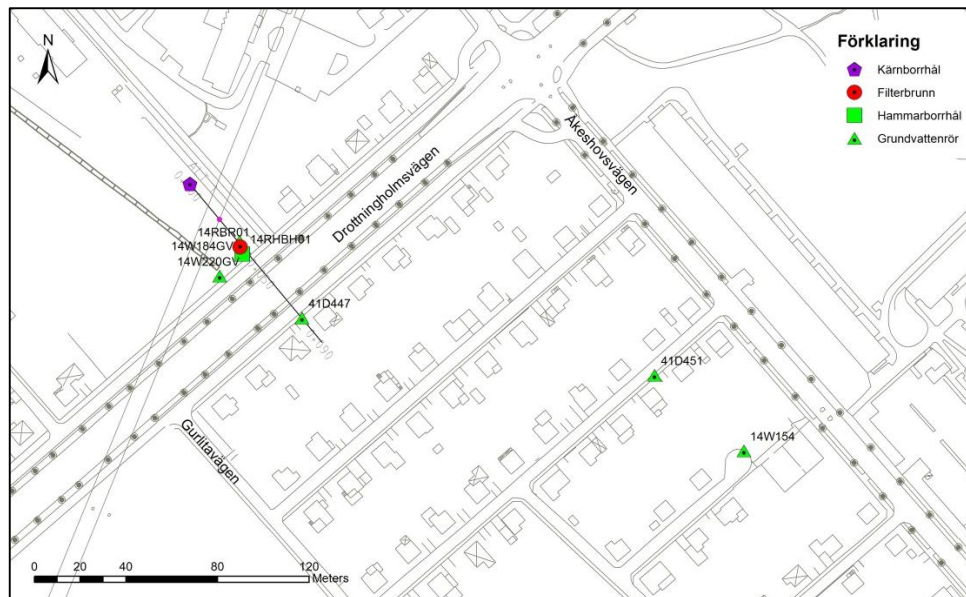 N
Förklaring
Kärnborrhål
Filterbrunn
Hammarborrhål
Grundvattenrör
Åkeshovsvägen
Drottningholmsvägen
14RBR01
14RHBH01
14W184GV
14W220GV
41D447
41D451
14W154
Gurlitavägen
0 20 40 80 120
Meters